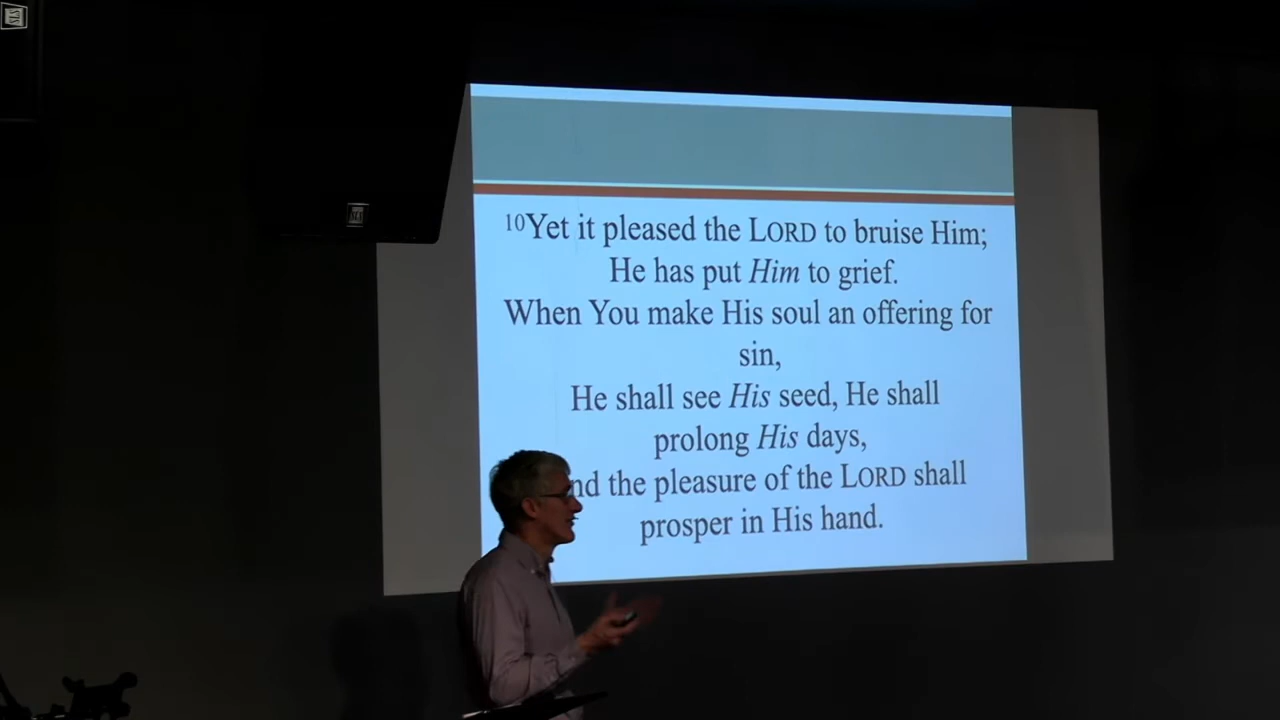 10Yet it pleased the LORD to bruise Him;
He has put Him to grief.
When You make His soul an offering for
sin,
He shall see His seed, He shall
prolong His days,
nd the pleasure of the LORD shall
prosper in His hand.